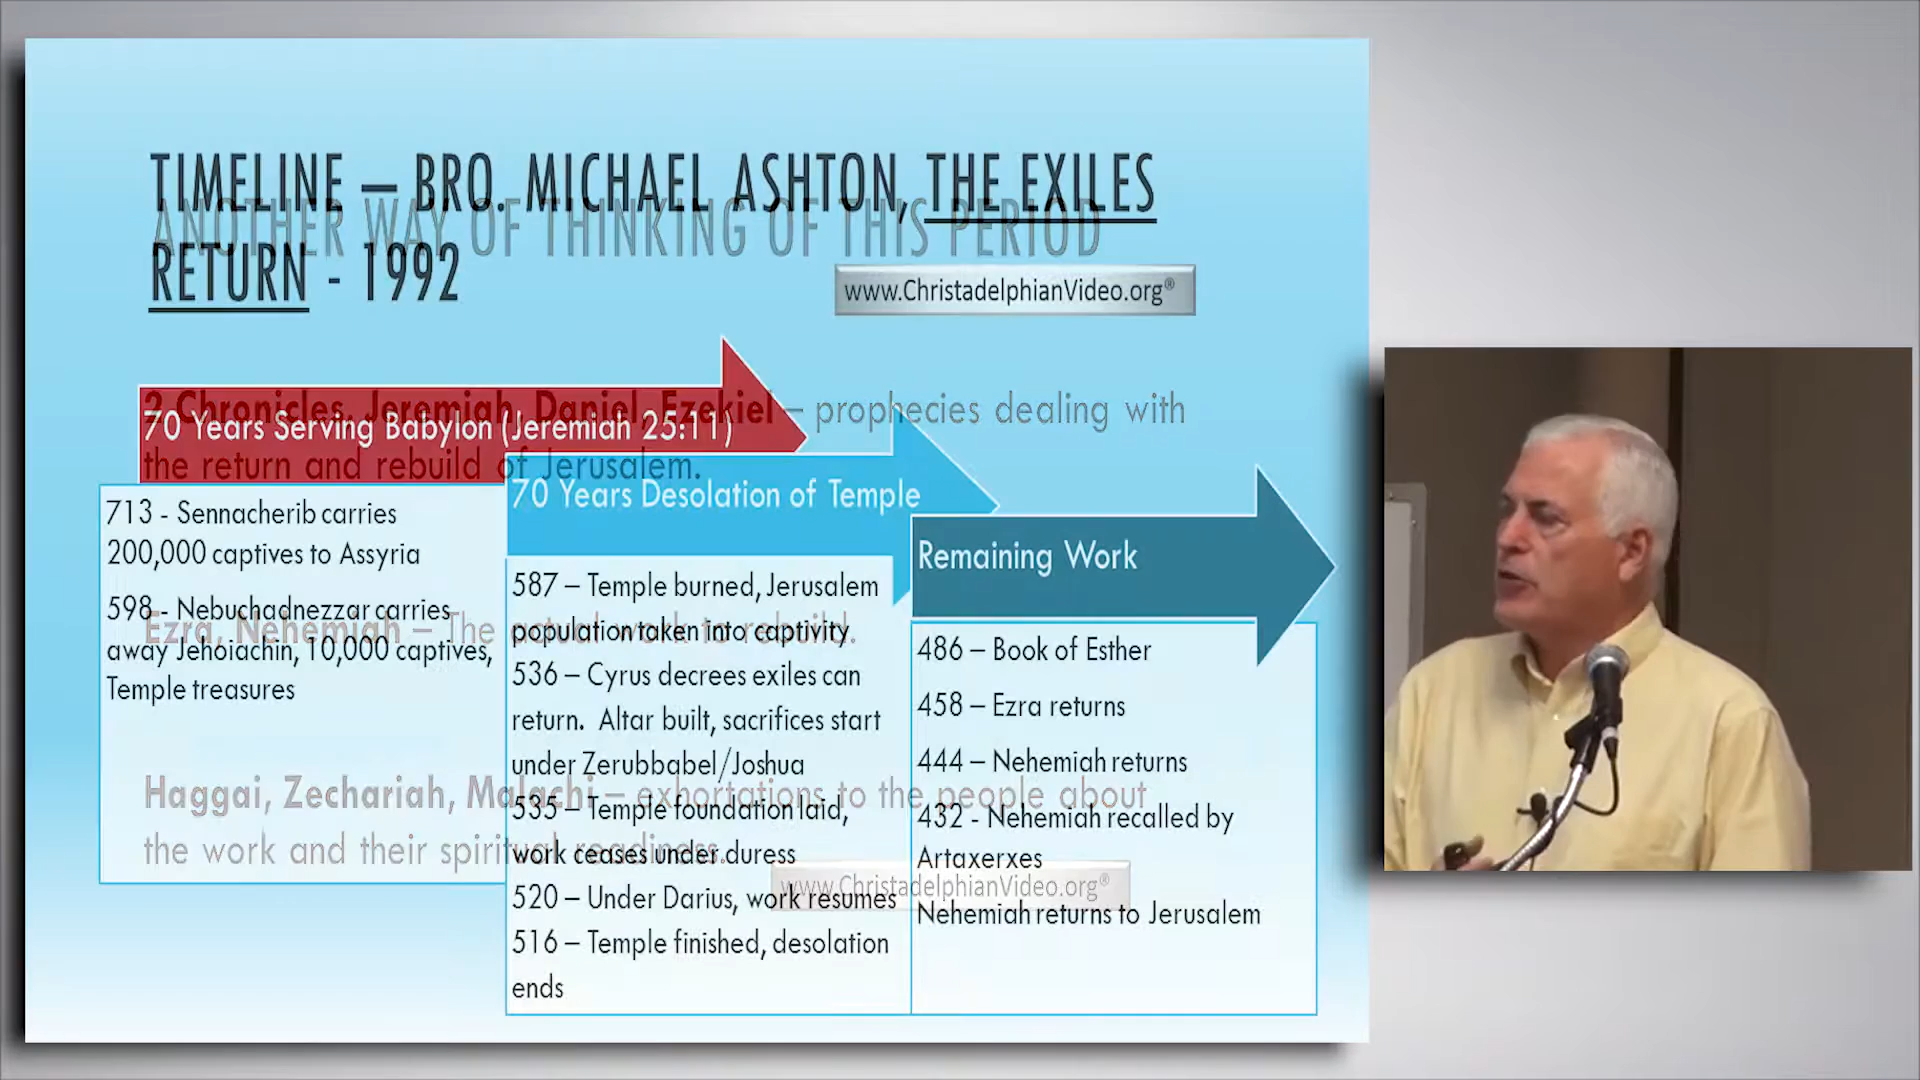 TIMELINE – BRO. MICHAEL ASHTON, THE EXILES
RETURN - 1992
ANOTHER WAY OF THINKING OF THIS PERIOD
www.ChristadelphianVideo.org®
70 Years Serving Babylon (Jeremiah 25:11)
713 - Sennacherib carries
200,000 captives to Assyria
598 - Nebuchadnezzar carries
away Jehoiachin, 10,000 captives,
Temple treasures
70 Years Desolation of Temple
587 – Temple burned, Jerusalem
population taken into captivity.
536 – Cyrus decrees exiles can
return. Altar built, sacrifices start
under Zerubbabel/Joshua
535 – Temple foundation laid,
work ceases under duress
520 – Under Darius, work resumes
516 – Temple finished, desolation
ends
Remaining Work
486 – Book of Esther
458 – Ezra returns
444 – Nehemiah returns
432 - Nehemiah recalled by
Artaxerxes
Nehemiah returns to Jerusalem
2 Chronicles, Jeremiah, Daniel, Ezekiel – prophecies dealing with
the return and rebuild of Jerusalem.
Ezra, Nehemiah – The actual work to rebuild.
Haggai, Zechariah, Malachi – exhortations to the people about
the work and their spiritual readiness.
www.ChristadelphianVideo.org®